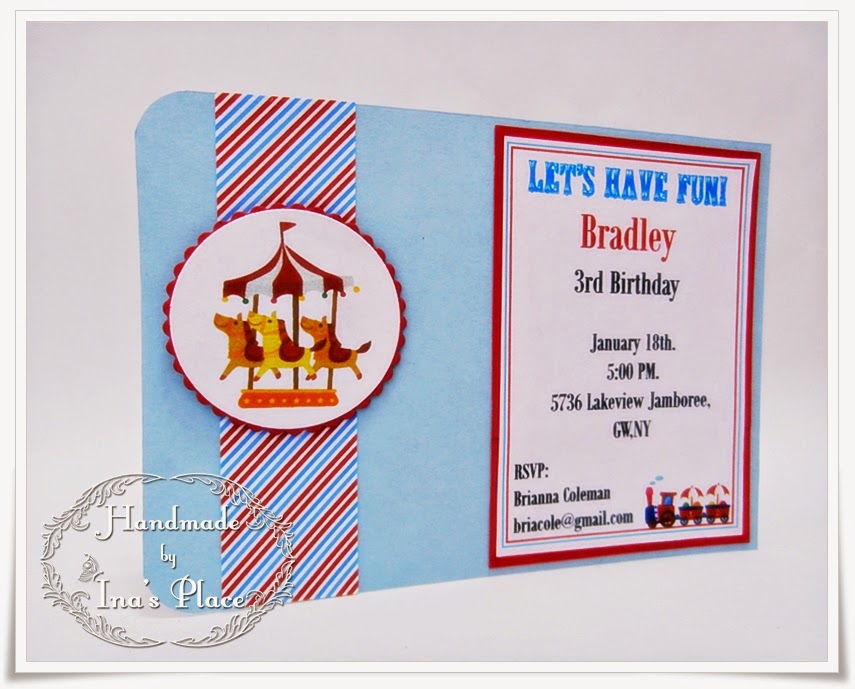 LET'S HAVE FUN!
Bradley
3rd Birthday
January 18th.
5:00 PM.
5736 Lakeview Jamboree,
GW,NY
RSVP:
Brianna Coleman
briacole@gmail.com
Handmade
by
Ina's Place